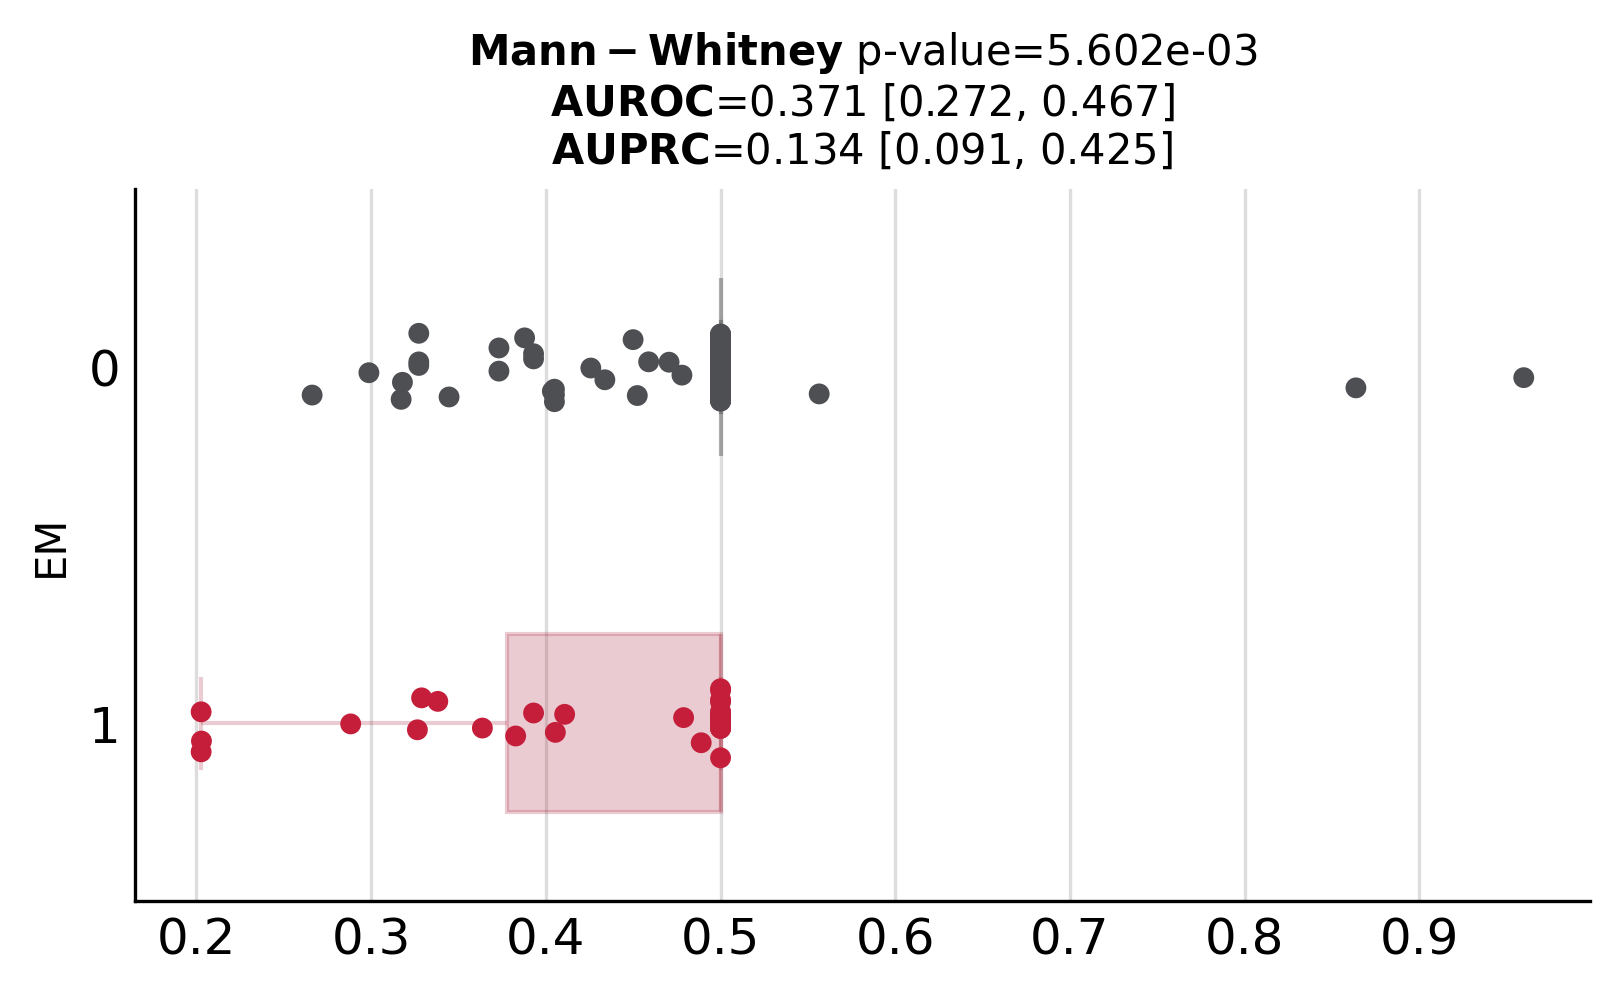 Mann−Whitney p-value=5.602e-03
AUROC=0.371 [0.272, 0.467]
AUPRC=0.134 [0.091, 0.425]
0
EM
1
0.2 0.3 0.4 0.5 0.6 0.7 0.8 0.9